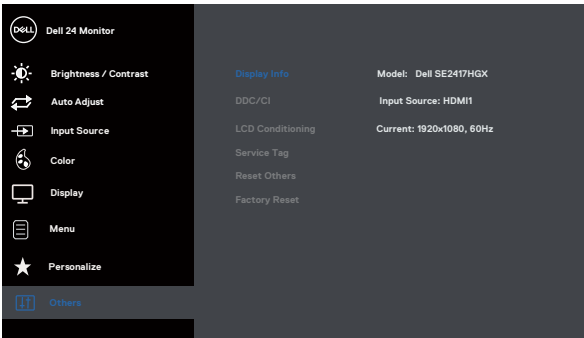 DELL Dell 24 Monitor
Brightness / Contrast
Auto Adjust
Input Source
Color
Display
Menu
Personalize
Others
Display Info Model: Dell SE2417HGX
DDC/CI Input Source: HDMI1
LCD Conditioning Current: 1920x1080, 60Hz
Service Tag
Reset Others
Factory Reset